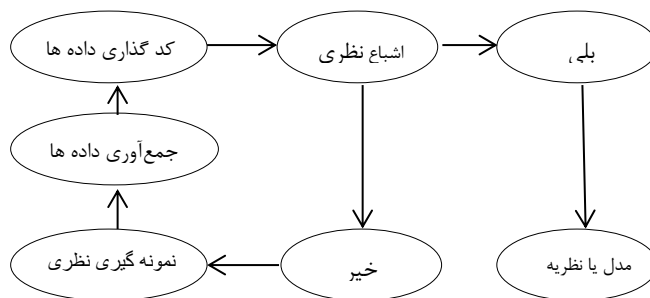 کد گذاری داده ها
اشباع نظری
بلی
جمع‌آوری داده ها
نمونه گیری نظری
خیر
مدل یا نظریه